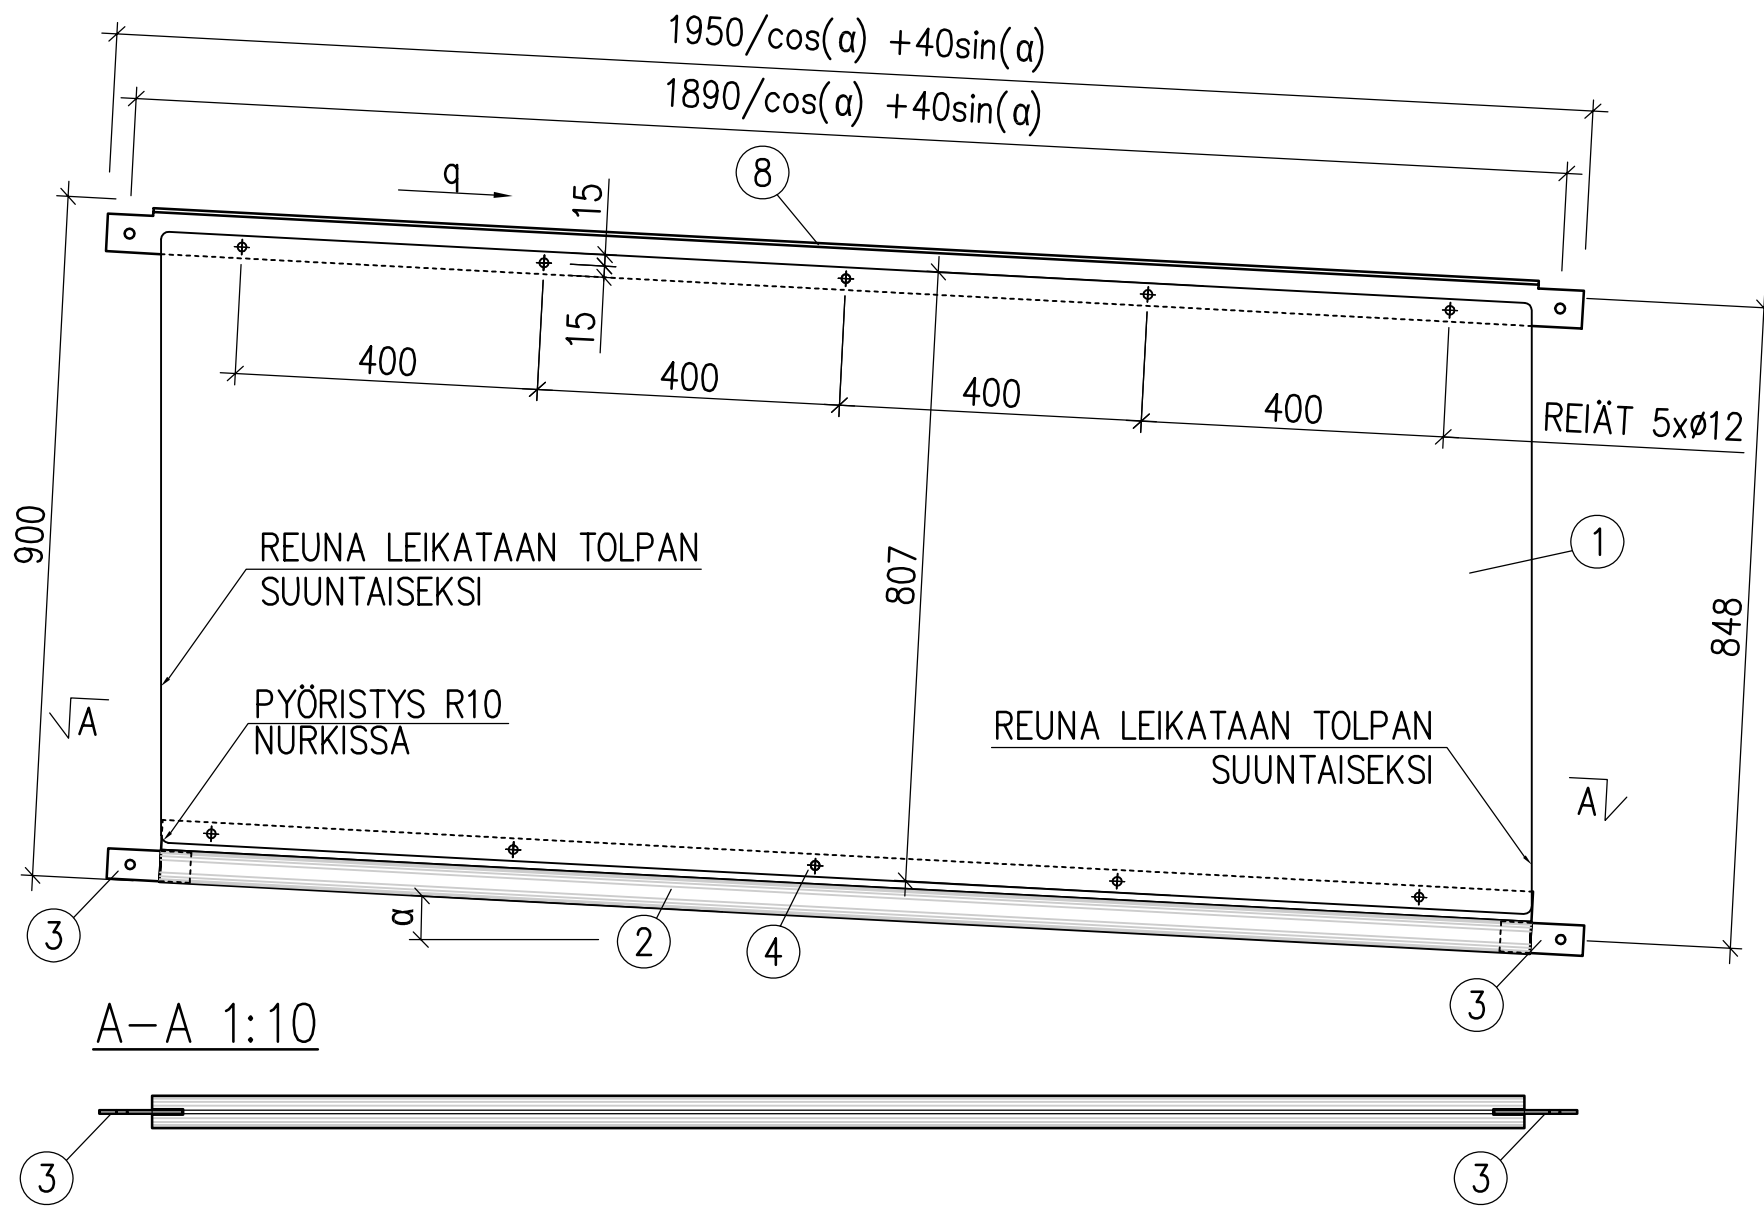 1950/cos(α) +40sin(α)
1890/cos(α) +40sin(α)
q
8
15
15
400
400
400
400
REIÄT 5xø12
900
807
848
1
REUNA LEIKATAAN TOLPAN
SUUNTAISEKSI
PYÖRISTYS R10
NURKISSA
REUNA LEIKATAAN TOLPAN
SUUNTAISEKSI
A
A
α
3
2
4
3
A-A 1:10
3
3